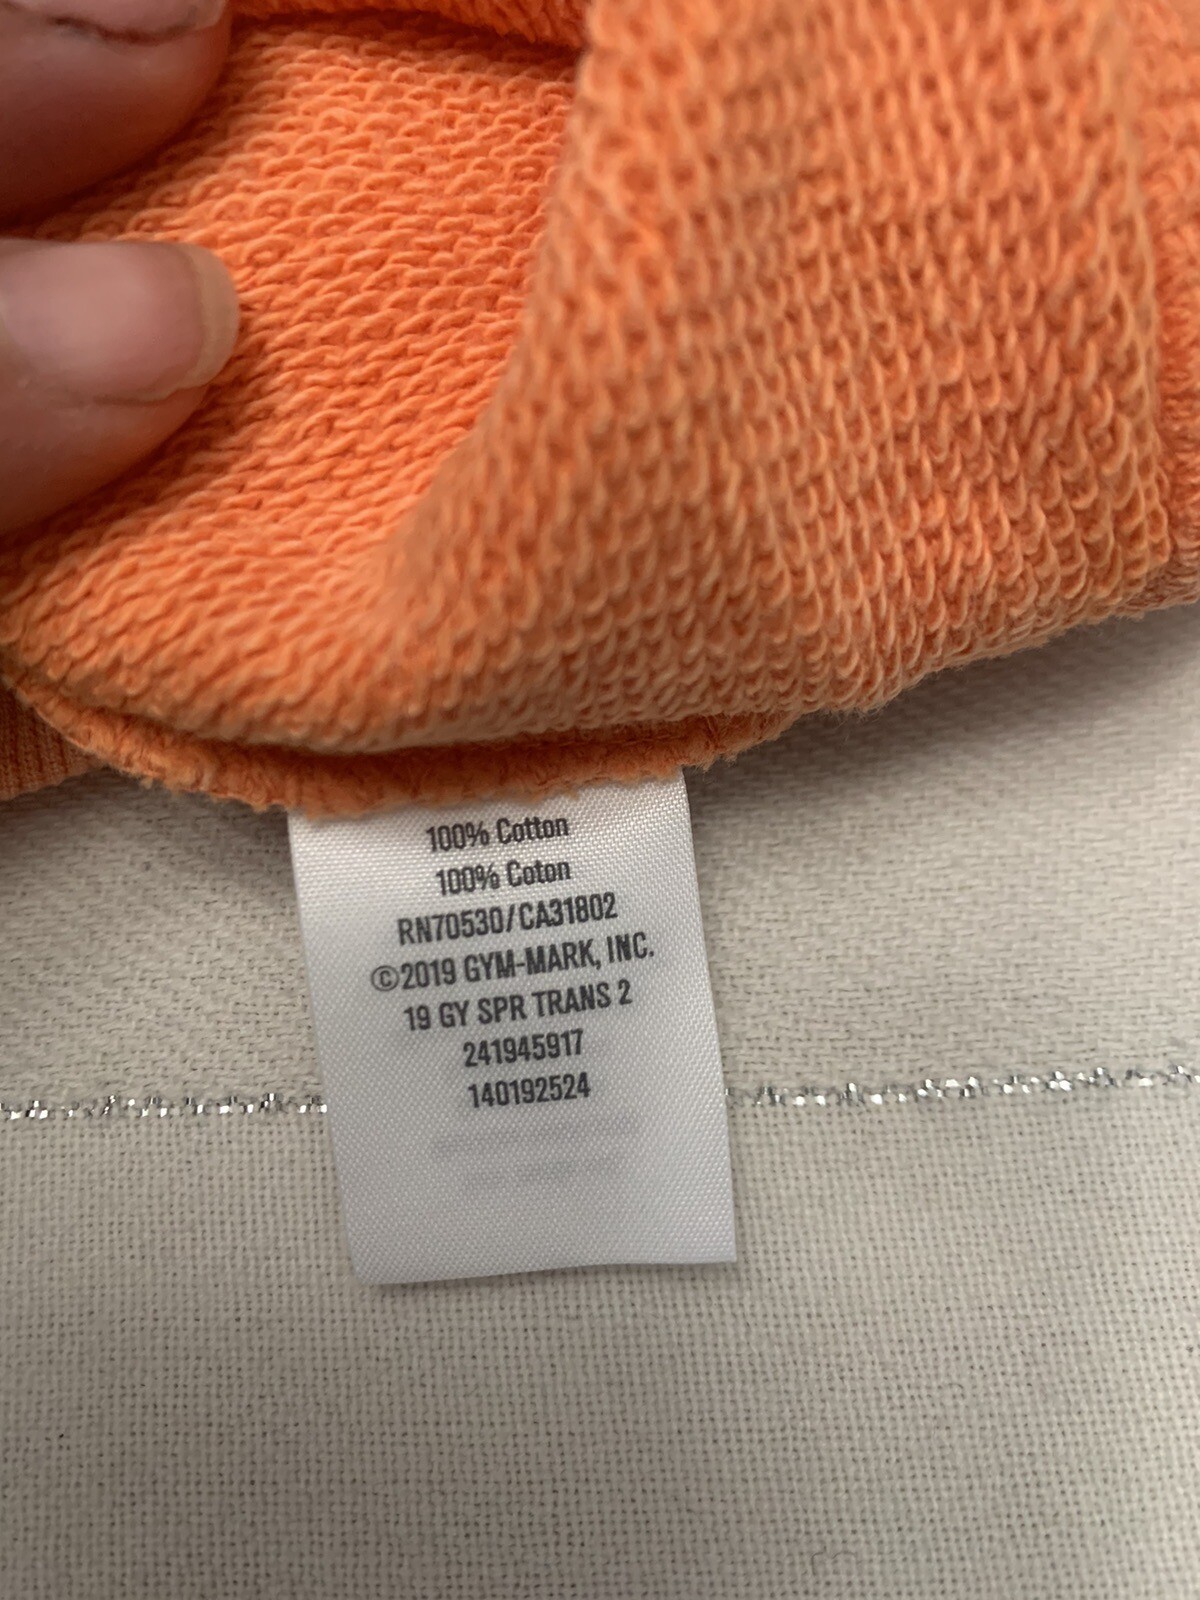 100% Cotton
100% Coton
RN70530/CA31802
©2019 GYM-MARK, INC.
19 GY SPR TRANS 2
241945917
140192524